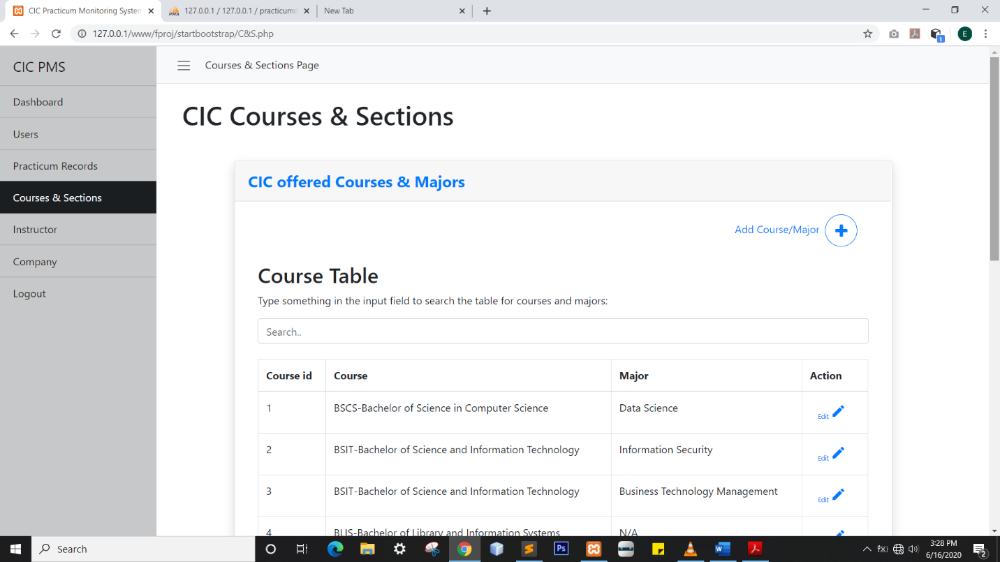 CIC Practicum Monitoring System
127.0.0.1 / 127.0.0.1 / practicumd
New Tab
127.0.0.1/www/fproj/startbootstrap/C&S.php
1
E
CIC PMS
Dashboard
Users
Practicum Records
Courses & Sections
Instructor
Company
Logout
Courses & Sections Page
CIC Courses & Sections
CIC offered Courses & Majors
Add Course/Major
Course Table
Type something in the input field to search the table for courses and majors:
Search..
Course id Course Major Action
1 BSCS-Bachelor of Science in Computer Science Data Science Edit
2 BSIT-Bachelor of Science and Information Technology Information Security Edit
3 BSIT-Bachelor of Science and Information Technology Business Technology Management Edit
4 BLIS-Bachelor of Library and Information Systems N/A
Search
Ps
3:28 PM
6/16/2020
2